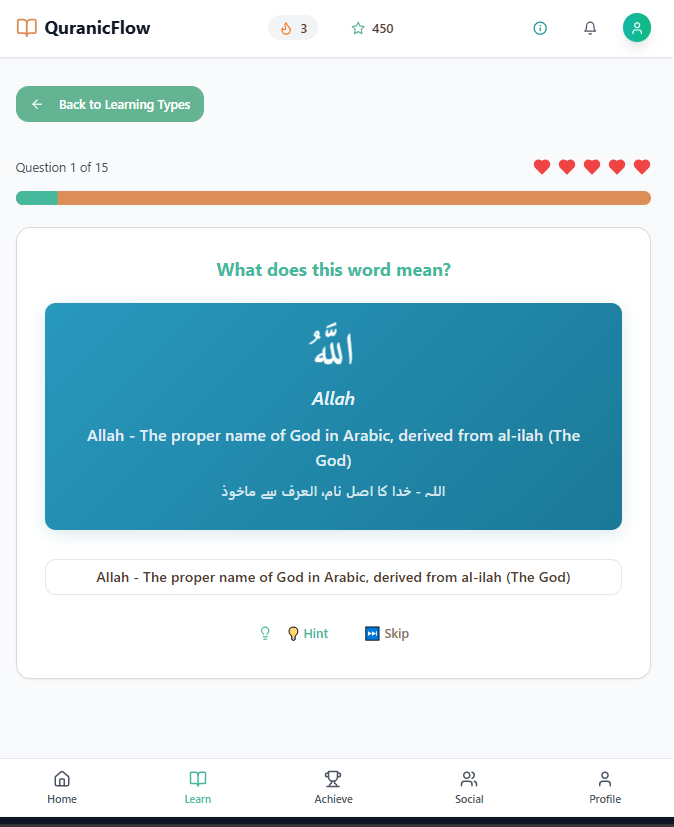 QuranicFlow
3
450
Back to Learning Types
Question 1 of 15
What does this word mean?
اللَّهُ
Allah
Allah - The proper name of God in Arabic, derived from al-ilah (The
God)
اللہ - خدا کا اصل نام، العرف سے ماخوذ
Allah - The proper name of God in Arabic, derived from al-ilah (The God)
Hint
Skip
Home
Learn
Achieve
Social
Profile